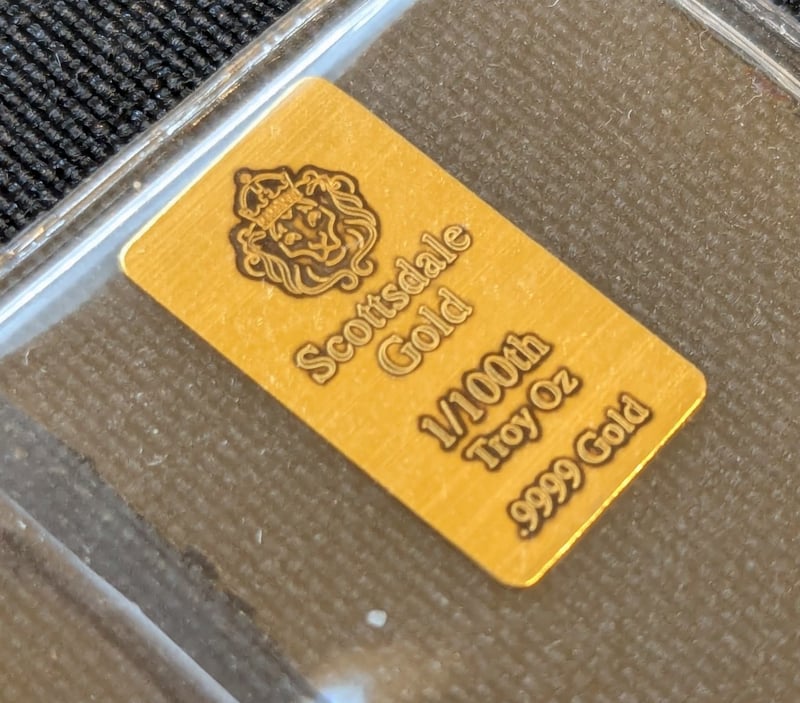 Scottsdale
Gold
1/100th
Troy Oz
.9999 Gold